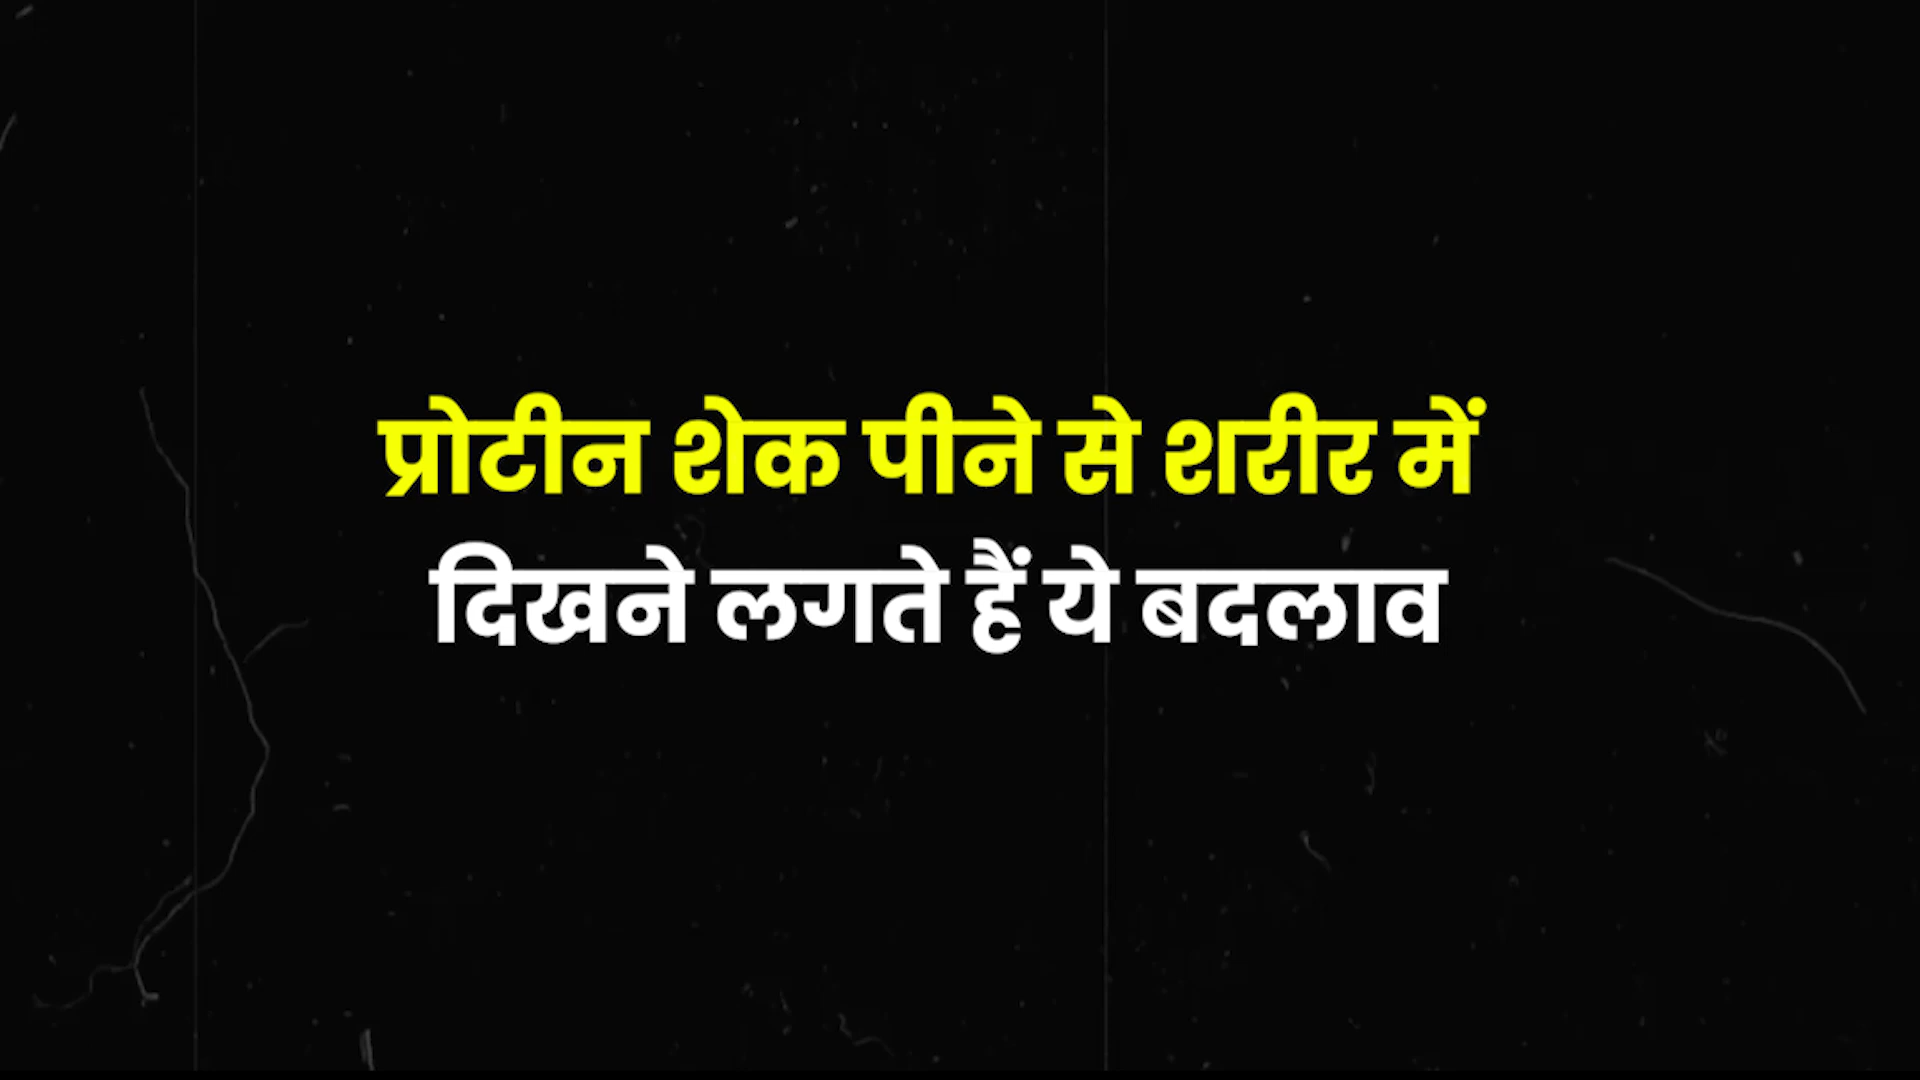 प्रोटीन शेक पीने से शरीर में
दिखने लगते हैं ये बदलाव